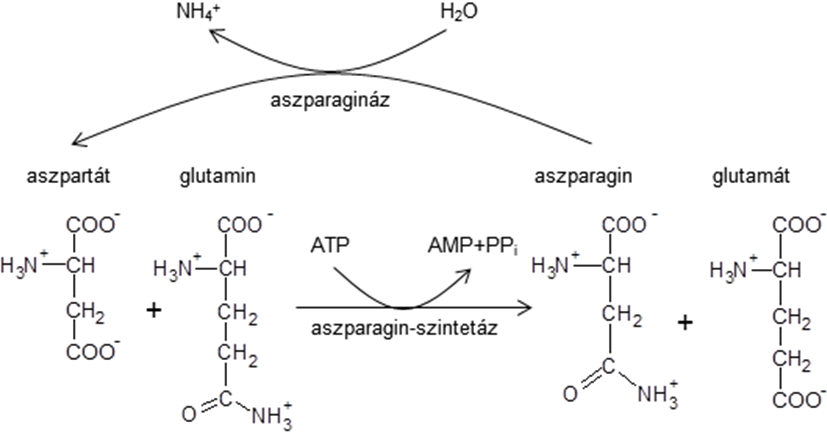 NH₄⁺ H₂O
aszparagináz
aszpartát glutamin aszparagin glutamát
COO⁻ COO⁻ COO⁻ COO⁻
ATP AMP+PPᵢ
H₃N⁺ CH H₃N⁺ CH H₃N⁺ CH H₃N⁺ CH
CH₂ + CH₂ CH₂ + CH₂
aszparagin-szintetáz
COO⁻ CH₂ CH₂
C C
O NH₃⁺ O NH₃⁺ COO⁻